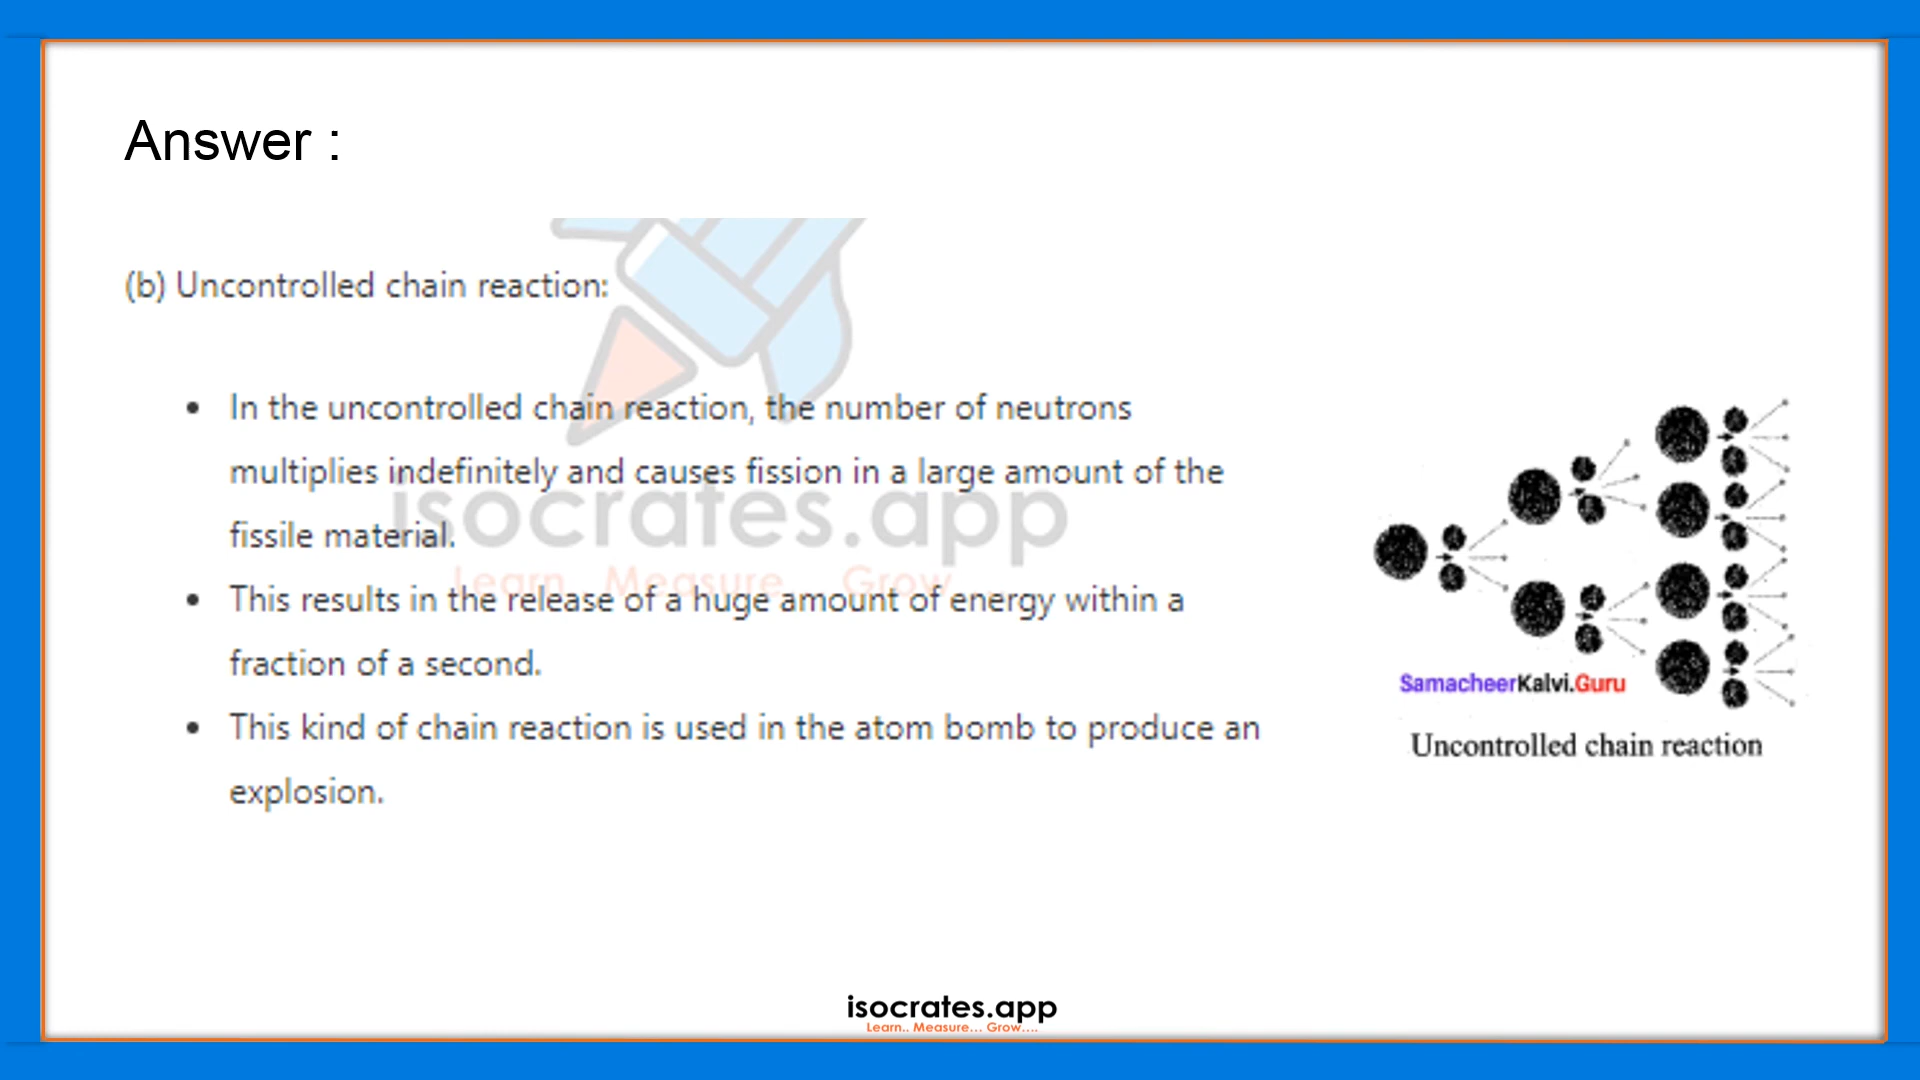 Answer :
(b) Uncontrolled chain reaction:
• In the uncontrolled chain reaction, the number of neutrons
multiplies indefinitely and causes fission in a large amount of the
fissile material.
isocrates.app
Learn.. Measure... Grow....
• This results in the release of a huge amount of energy within a
fraction of a second.
• This kind of chain reaction is used in the atom bomb to produce an
explosion.
SamacheerKalvi.Guru
Uncontrolled chain reaction
isocrates.app
Learn.. Measure... Grow....